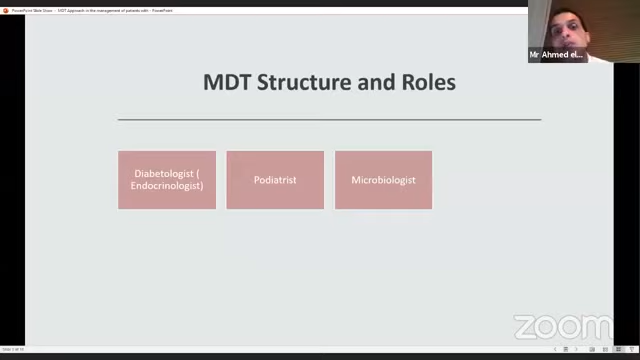 PowerPoint Slide Show - MDT Approach in the management of patients with - PowerPoint
Mr Ahmed el...
MDT Structure and Roles
Diabetologist (
Endocrinologist)
Podiatrist
Microbiologist
zoom